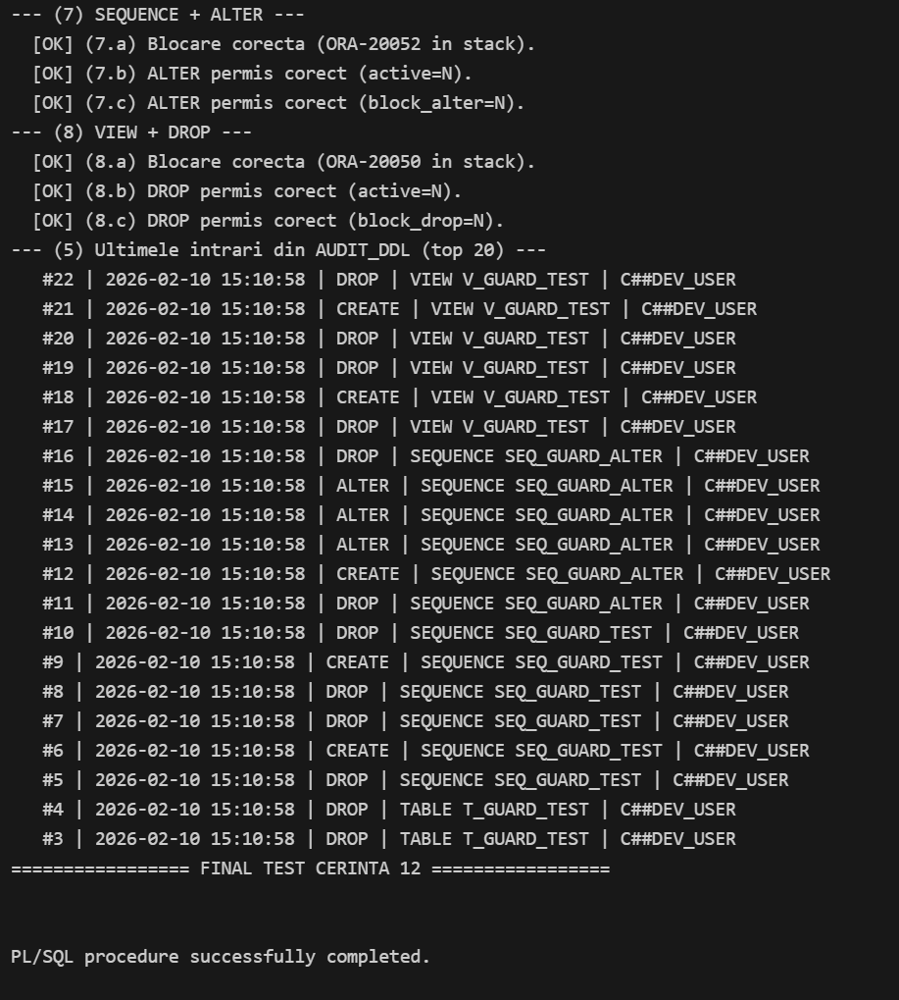 --- (7) SEQUENCE + ALTER ---
[OK] (7.a) Blocare corecta (ORA-20052 in stack).
[OK] (7.b) ALTER permis corect (active=N).
[OK] (7.c) ALTER permis corect (block_alter=N).
--- (8) VIEW + DROP ---
[OK] (8.a) Blocare corecta (ORA-20050 in stack).
[OK] (8.b) DROP permis corect (active=N).
[OK] (8.c) DROP permis corect (block_drop=N).
--- (5) Ultimele intrari din AUDIT_DDL (top 20) ---
#22 | 2026-02-10 15:10:58 | DROP | VIEW V_GUARD_TEST | C##DEV_USER
#21 | 2026-02-10 15:10:58 | CREATE | VIEW V_GUARD_TEST | C##DEV_USER
#20 | 2026-02-10 15:10:58 | DROP | VIEW V_GUARD_TEST | C##DEV_USER
#19 | 2026-02-10 15:10:58 | DROP | VIEW V_GUARD_TEST | C##DEV_USER
#18 | 2026-02-10 15:10:58 | CREATE | VIEW V_GUARD_TEST | C##DEV_USER
#17 | 2026-02-10 15:10:58 | DROP | VIEW V_GUARD_TEST | C##DEV_USER
#16 | 2026-02-10 15:10:58 | DROP | SEQUENCE SEQ_GUARD_ALTER | C##DEV_USER
#15 | 2026-02-10 15:10:58 | ALTER | SEQUENCE SEQ_GUARD_ALTER | C##DEV_USER
#14 | 2026-02-10 15:10:58 | ALTER | SEQUENCE SEQ_GUARD_ALTER | C##DEV_USER
#13 | 2026-02-10 15:10:58 | ALTER | SEQUENCE SEQ_GUARD_ALTER | C##DEV_USER
#12 | 2026-02-10 15:10:58 | CREATE | SEQUENCE SEQ_GUARD_ALTER | C##DEV_USER
#11 | 2026-02-10 15:10:58 | DROP | SEQUENCE SEQ_GUARD_ALTER | C##DEV_USER
#10 | 2026-02-10 15:10:58 | DROP | SEQUENCE SEQ_GUARD_TEST | C##DEV_USER
#9 | 2026-02-10 15:10:58 | CREATE | SEQUENCE SEQ_GUARD_TEST | C##DEV_USER
#8 | 2026-02-10 15:10:58 | DROP | SEQUENCE SEQ_GUARD_TEST | C##DEV_USER
#7 | 2026-02-10 15:10:58 | DROP | SEQUENCE SEQ_GUARD_TEST | C##DEV_USER
#6 | 2026-02-10 15:10:58 | CREATE | SEQUENCE SEQ_GUARD_TEST | C##DEV_USER
#5 | 2026-02-10 15:10:58 | DROP | SEQUENCE SEQ_GUARD_TEST | C##DEV_USER
#4 | 2026-02-10 15:10:58 | DROP | TABLE T_GUARD_TEST | C##DEV_USER
#3 | 2026-02-10 15:10:58 | DROP | TABLE T_GUARD_TEST | C##DEV_USER
================= FINAL TEST CERINTA 12 =================
PL/SQL procedure successfully completed.